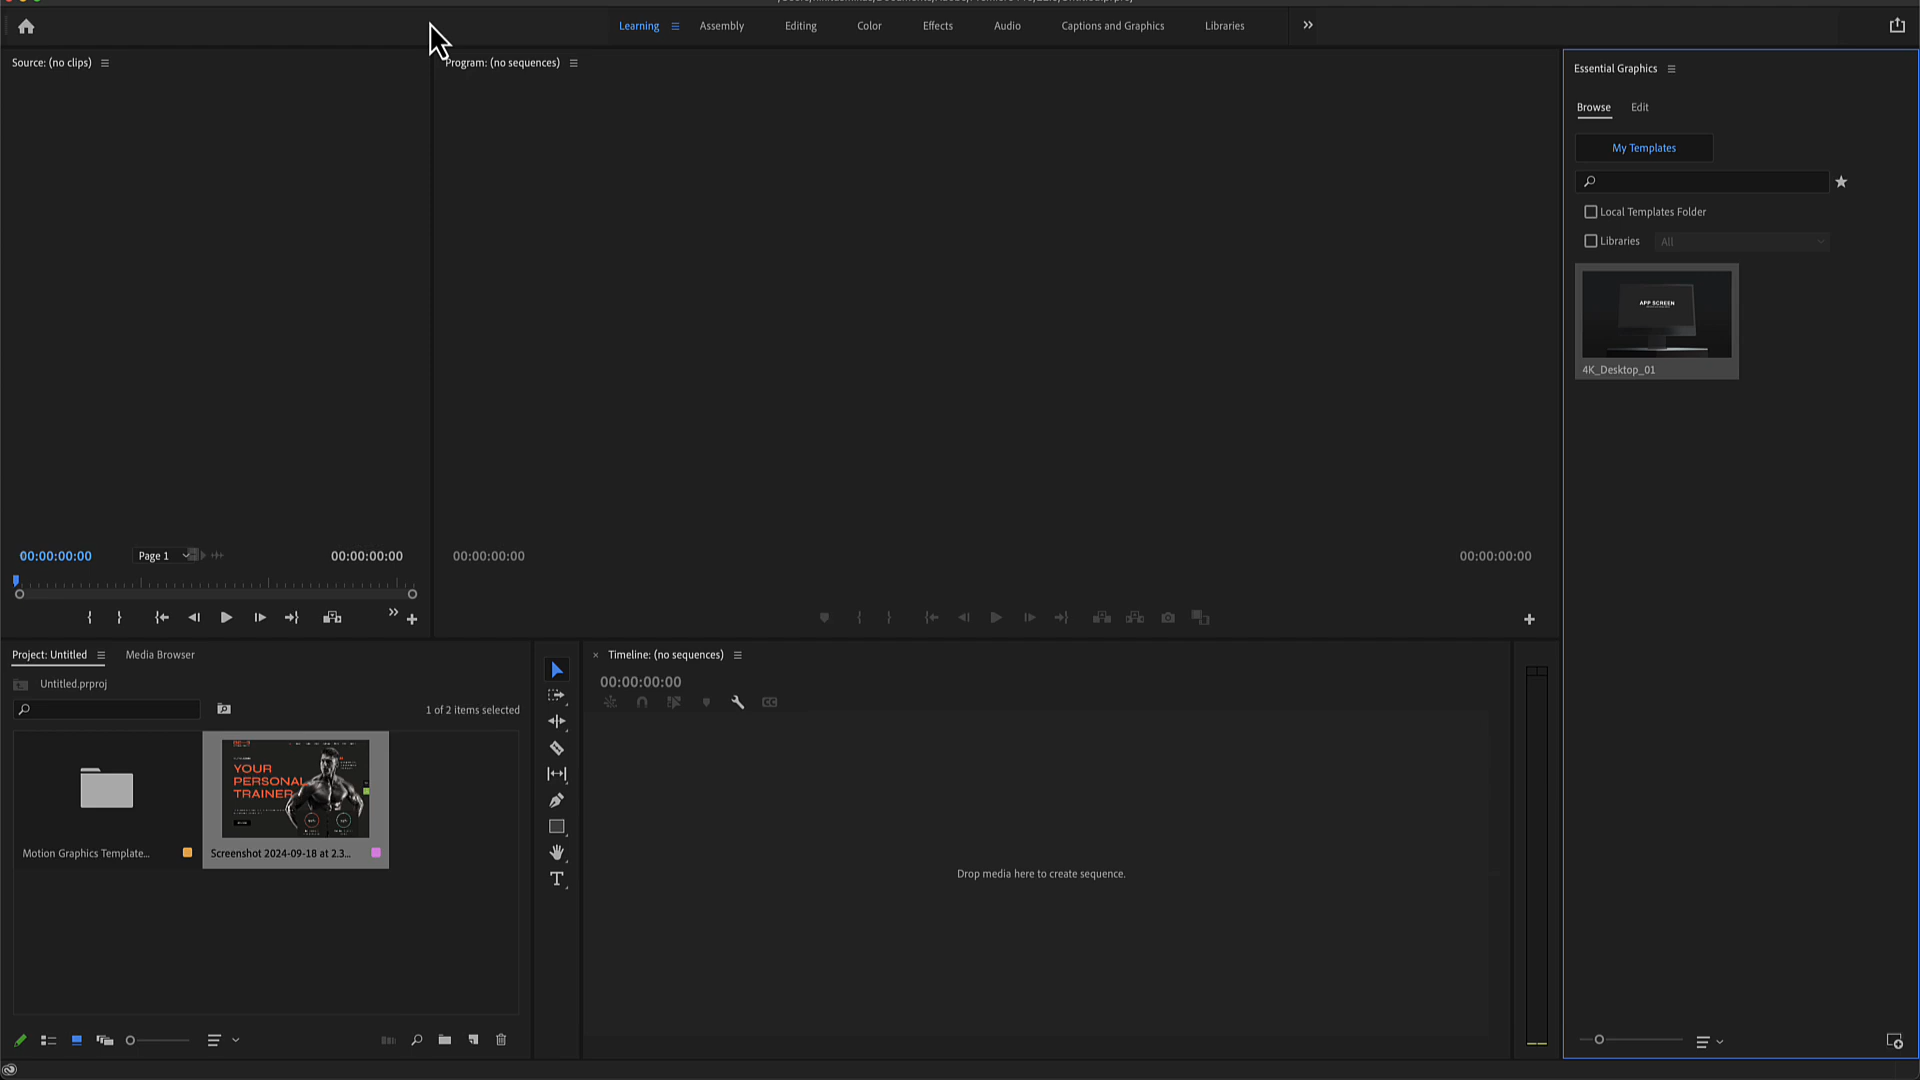 Learning
Assembly
Editing
Color
Effects
Audio
Captions and Graphics
Libraries
Source: (no clips)
Program: (no sequences)
Essential Graphics
Browse
Edit
My Templates
Local Templates Folder
Libraries
All
APP SCREEN
4K_Desktop_01
00:00:00:00
Page 1
00:00:00:00
00:00:00:00
00:00:00:00
Project: Untitled
Media Browser
Untitled.prproj
1 of 2 items selected
YOUR
PERSONAL
TRAINER
Motion Graphics Template...
Screenshot 2024-09-18 at 2.3...
Timeline: (no sequences)
00:00:00:00
Drop media here to create sequence.